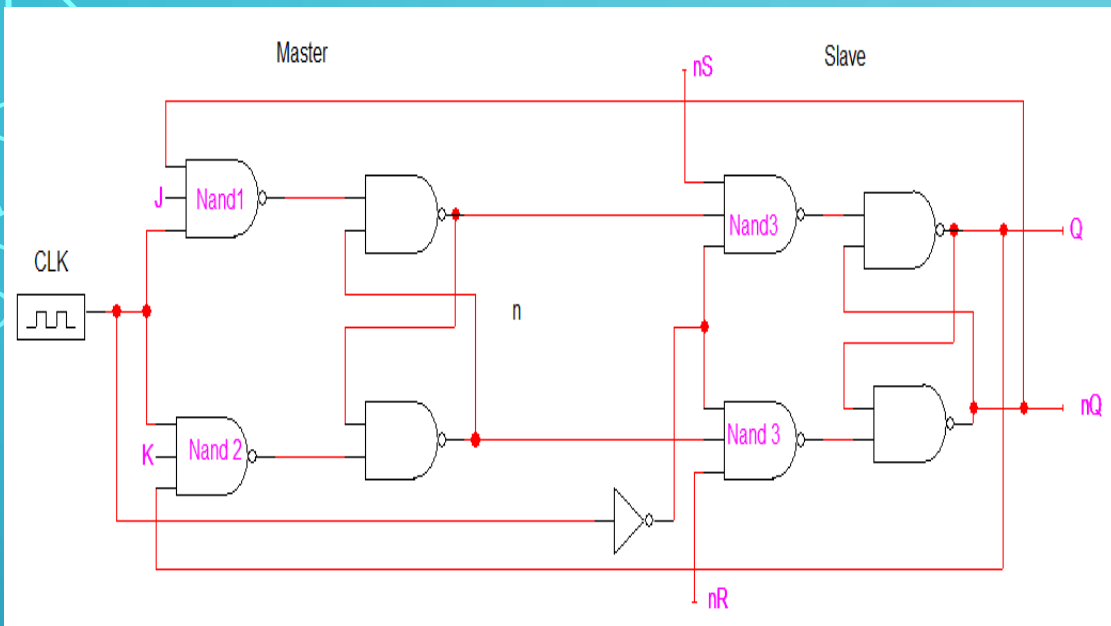 Master
Slave
nS
J
Nand1
Nand3
Q
CLK
n
nQ
K
Nand 2
Nand 3
nR